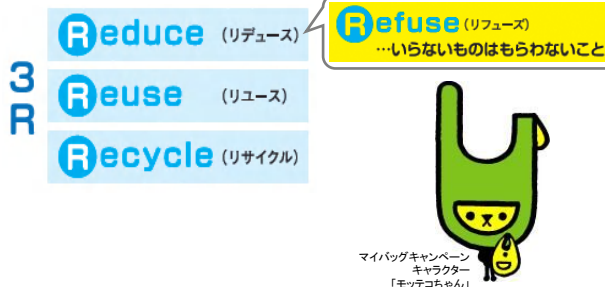 3R
Reduce (リデュース)
Refuse (リフューズ)
…いらないものはもらわないこと
Reuse (リユース)
Recycle (リサイクル)
マイバッグキャンペーン
キャラクター
「モッテコちゃん」